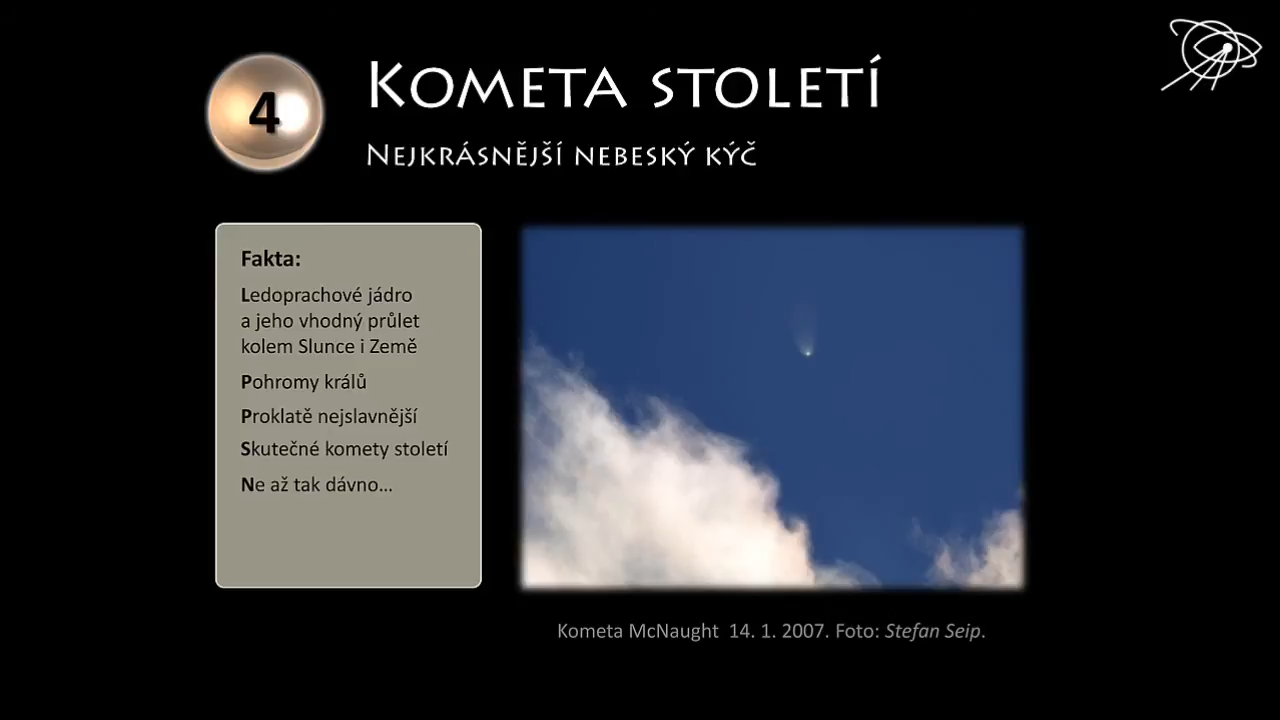 4
Kometa století
Nejkrásnější nebeský kýč
Fakta:
Ledoprachové jádro
a jeho vhodný průlet
kolem Slunce i Země
Pohromy králů
Proklatě nejslavnější
Skutečné komety století
Ne až tak dávno...
Kometa McNaught 14. 1. 2007. Foto: Stefan Seip.